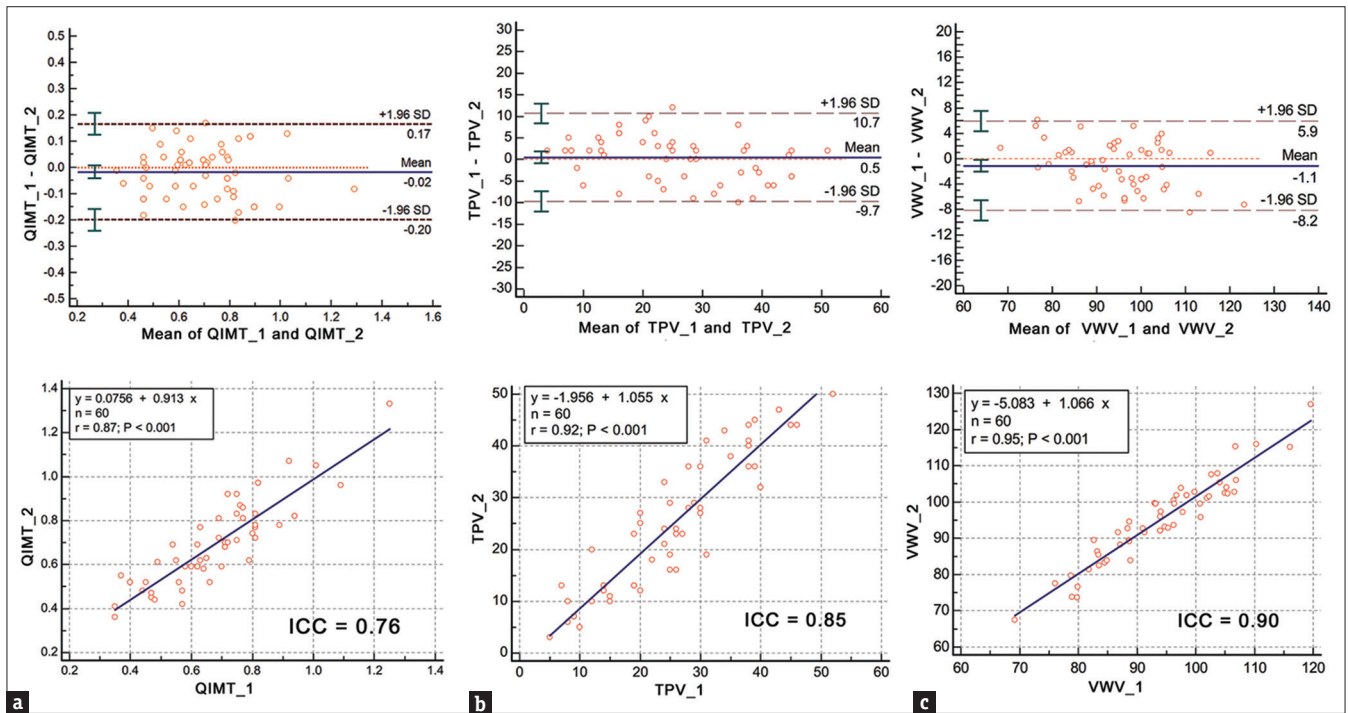 0.5
0.4
0.3
0.2
0.1
0.0
-0.1
-0.2
-0.3
-0.4
-0.5
QIMT_1 - QIMT_2
+1.96 SD
0.17
Mean
-0.02
-1.96 SD
-0.20
0.2 0.4 0.6 0.8 1.0 1.2 1.4 1.6
Mean of QIMT_1 and QIMT_2
30
25
20
15
10
5
0
-5
-10
-15
-20
-25
-30
TPV_1 - TPV_2
+1.96 SD
10.7
Mean
0.5
-1.96 SD
-9.7
0 10 20 30 40 50 60
Mean of TPV_1 and TPV_2
20
16
12
8
4
0
-4
-8
-12
-16
-20
VWV_1 - VWV_2
+1.96 SD
5.9
Mean
-1.1
-1.96 SD
-8.2
60 70 80 90 100 110 120 130 140
Mean of VWV_1 and VWV_2
1.4
1.2
1.0
0.8
0.6
0.4
0.2
QIMT_2
y = 0.0756 + 0.913 x
n = 60
r = 0.87; P < 0.001
ICC = 0.76
0.2 0.4 0.6 0.8 1.0 1.2 1.4
QIMT_1
a
50
40
30
20
10
0
TPV_2
y = -1.956 + 1.055 x
n = 60
r = 0.92; P < 0.001
ICC = 0.85
0 10 20 30 40 50 60
TPV_1
b
130
120
110
100
90
80
70
60
VWV_2
y = -5.083 + 1.066 x
n = 60
r = 0.95; P < 0.001
ICC = 0.90
60 70 80 90 100 110 120
VWV_1
c